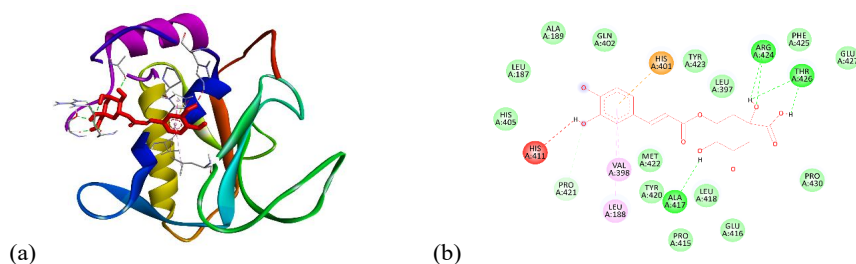 (a)
(b)
ALA
A:189
GLN
A:402
LEU
A:187
HIS
A:401
TYR
A:423
ARG
A:424
PHE
A:425
GLU
A:427
THR
A:426
LEU
A:397
HIS
A:405
HIS
A:411
PRO
A:421
VAL
A:398
MET
A:422
LEU
A:188
TYR
A:420
ALA
A:417
LEU
A:418
PRO
A:415
GLU
A:416
PRO
A:430
O
O
H
O
O
H
O
O
H
O
O
H
O